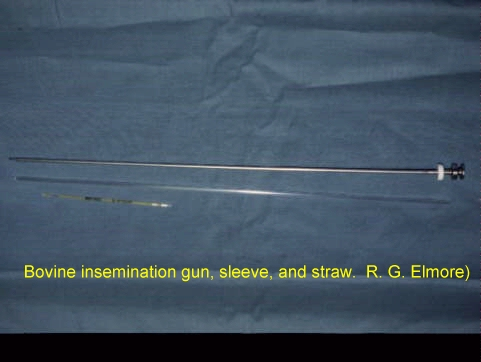 Bovine insemination gun, sleeve, and straw. R. G. Elmore)